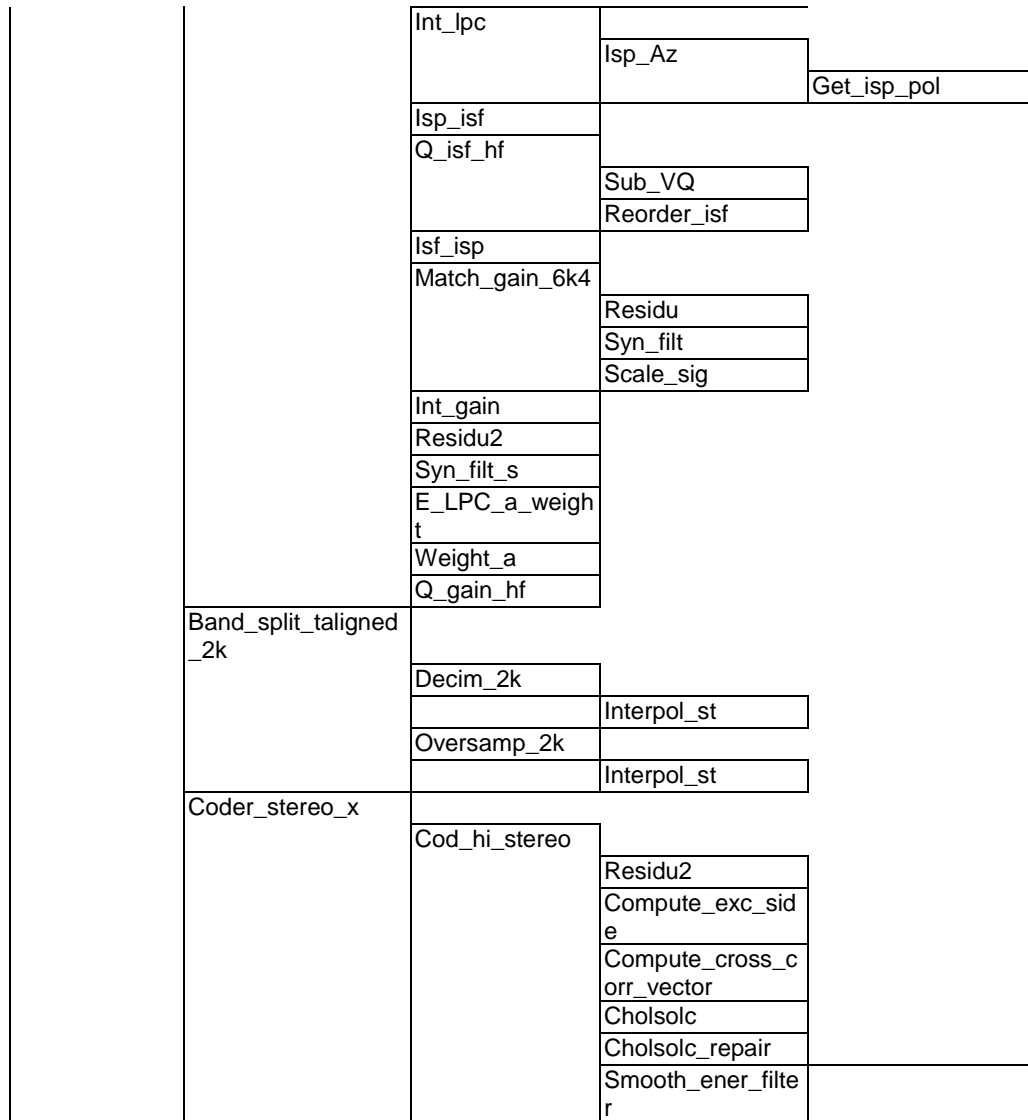 Int_lpc
Isp_Az
Get_isp_pol
Isp_isf
Q_isf_hf
Sub_VQ
Reorder_isf
Isf_isp
Match_gain_6k4
Residu
Syn_filt
Scale_sig
Int_gain
Residu2
Syn_filt_s
E_LPC_a_weigh
t
Weight_a
Q_gain_hf
Band_split_taligned
_2k
Decim_2k
Interpol_st
Oversamp_2k
Interpol_st
Coder_stereo_x
Cod_hi_stereo
Residu2
Compute_exc_sid
e
Compute_cross_c
orr_vector
Cholsolc
Cholsolc_repair
Smooth_ener_filte
r